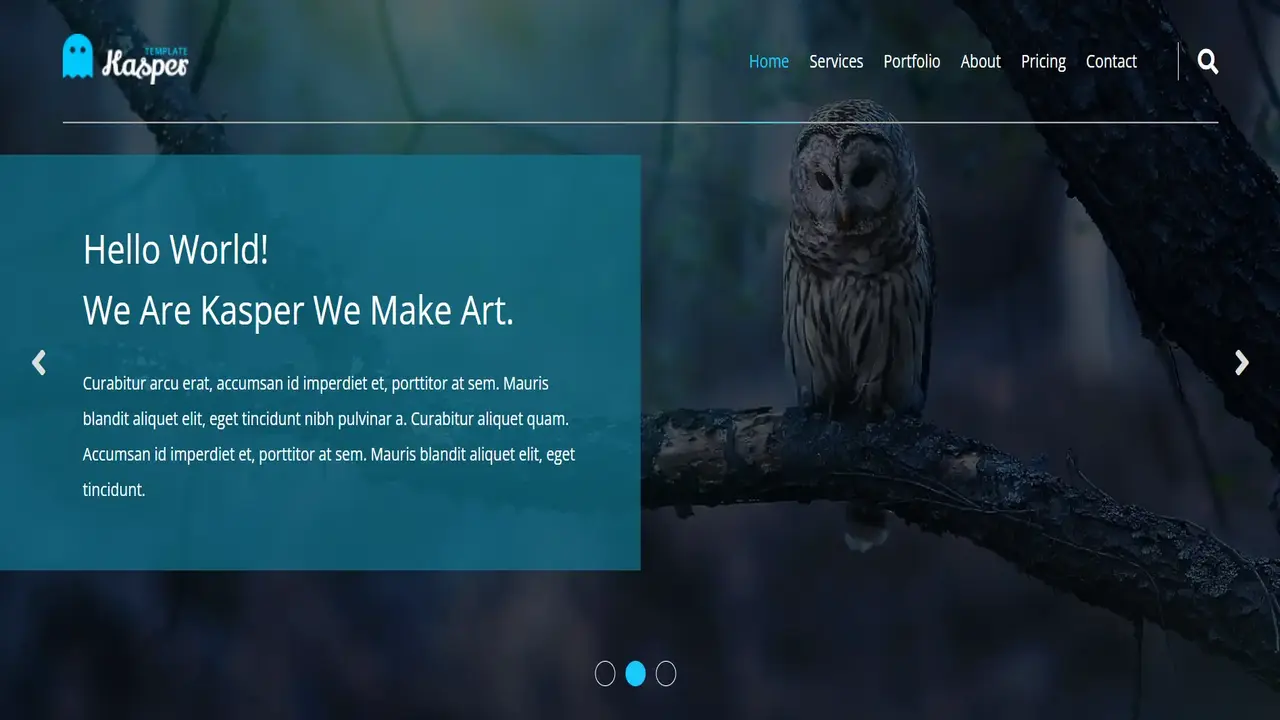 TEMPLATE
Kasper
Home Services Portfolio About Pricing Contact
Hello World!
We Are Kasper We Make Art.
Curabitur arcu erat, accumsan id imperdiet et, porttitor at sem. Mauris
blandit aliquet elit, eget tincidunt nibh pulvinar a. Curabitur aliquet quam.
Accumsan id imperdiet et, porttitor at sem. Mauris blandit aliquet elit, eget
tincidunt.